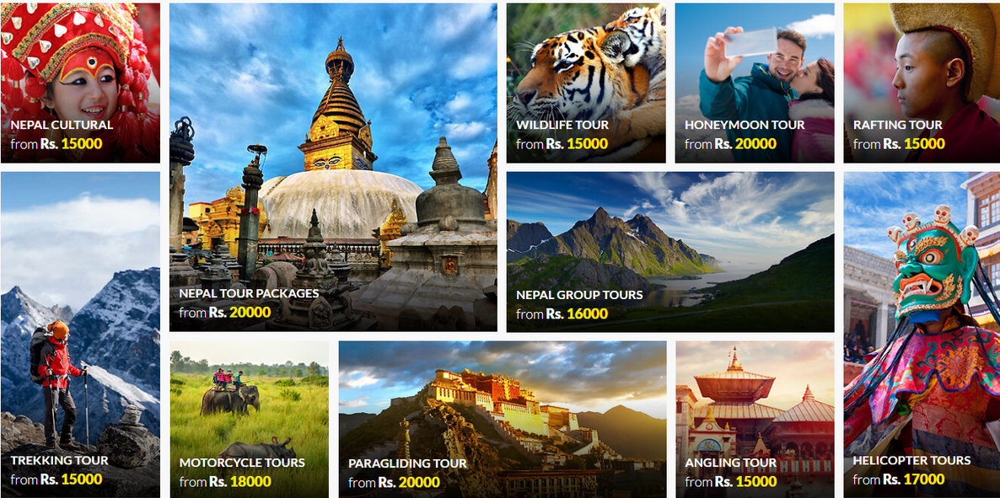 NEPAL CULTURAL
from Rs. 15000
NEPAL TOUR PACKAGES
from Rs. 20000
WILDLIFE TOUR
from Rs. 15000
HONEYMOON TOUR
from Rs. 20000
RAFTING TOUR
from Rs. 15000
TREKKING TOUR
from Rs. 15000
NEPAL GROUP TOURS
from Rs. 16000
HELICOPTER TOURS
from Rs. 17000
MOTORCYCLE TOURS
from Rs. 18000
PARAGLIDING TOUR
from Rs. 20000
ANGLING TOUR
from Rs. 15000